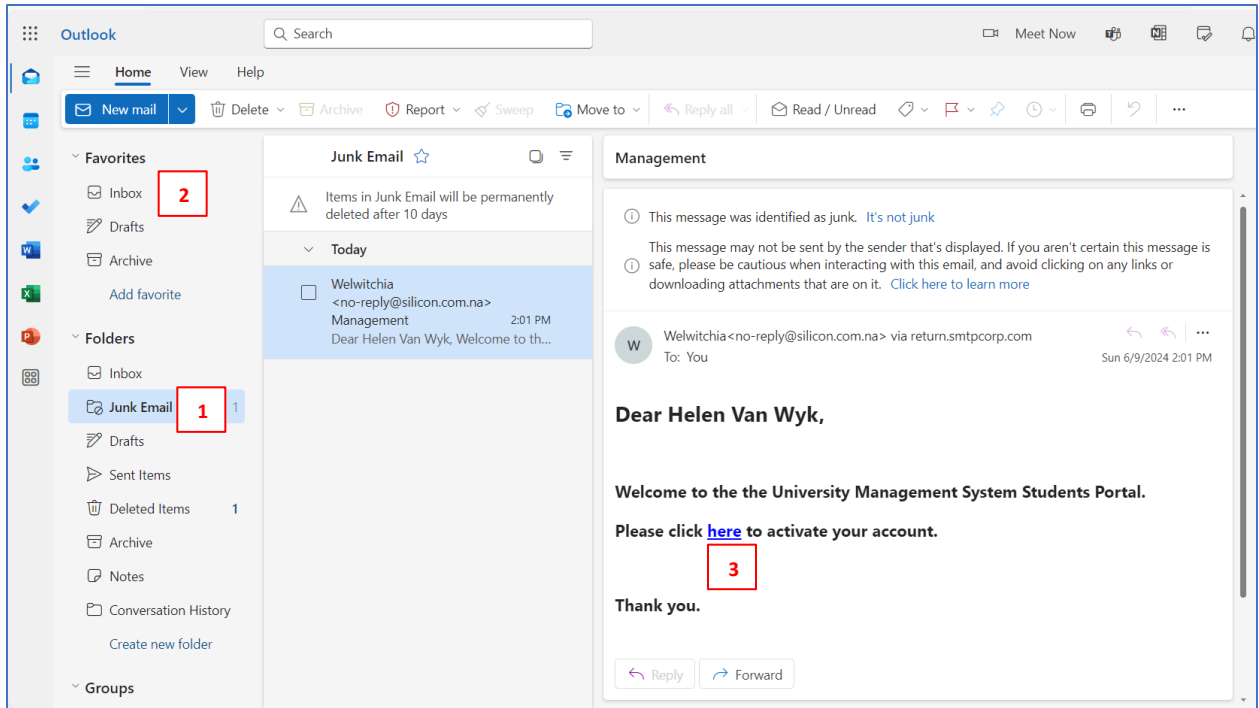 Outlook
Search
Meet Now
Home View Help
New mail Delete Archive Report Sweep Move to Reply all Read / Unread
Favorites
Inbox 2
Drafts
Archive
Add favorite
Folders
Inbox
Junk Email 1 1
Drafts
Sent Items
Deleted Items 1
Archive
Notes
Conversation History
Create new folder
Groups
Junk Email
Items in Junk Email will be permanently
deleted after 10 days
Today
Welwitchia
<no-reply@silicon.com.na>
Management 2:01 PM
Dear Helen Van Wyk, Welcome to th...
Management
This message was identified as junk. It's not junk
This message may not be sent by the sender that's displayed. If you aren't certain this message is
safe, please be cautious when interacting with this email, and avoid clicking on any links or
downloading attachments that are on it. Click here to learn more
W
Welwitchia<no-reply@silicon.com.na> via return.smtpcorp.com
To: You
Sun 6/9/2024 2:01 PM
Dear Helen Van Wyk,
Welcome to the the University Management System Students Portal.
Please click here to activate your account.
3
Thank you.
Reply Forward